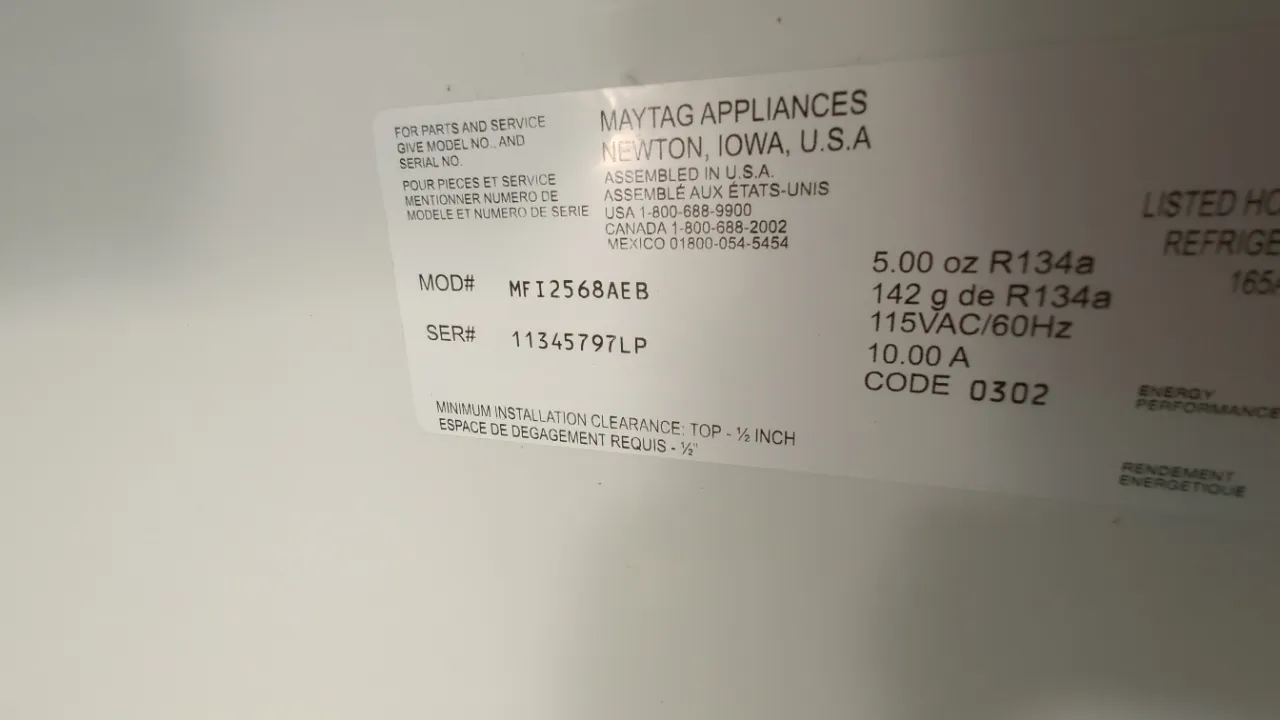 FOR PARTS AND SERVICE
GIVE MODEL NO., AND
SERIAL NO.
POUR PIECES ET SERVICE
MENTIONNER NUMERO DE
MODELE ET NUMERO DE SERIE
MAYTAG APPLIANCES
NEWTON, IOWA, U.S.A
ASSEMBLED IN U.S.A.
ASSEMBLÉ AUX ÉTATS-UNIS
USA 1-800-688-9900
CANADA 1-800-688-2002
MEXICO 01800-054-5454
MOD# MFI2568AEB
SER# 11345797LP
5.00 oz R134a
142 g de R134a
115VAC/60Hz
10.00 A
CODE 0302
LISTED
ENERGY
PERFORMANCE
RENDEMENT
ENERGETIQUE
MINIMUM INSTALLATION CLEARANCE: TOP - ½ INCH
ESPACE DE DEGAGEMENT REQUIS - ½"